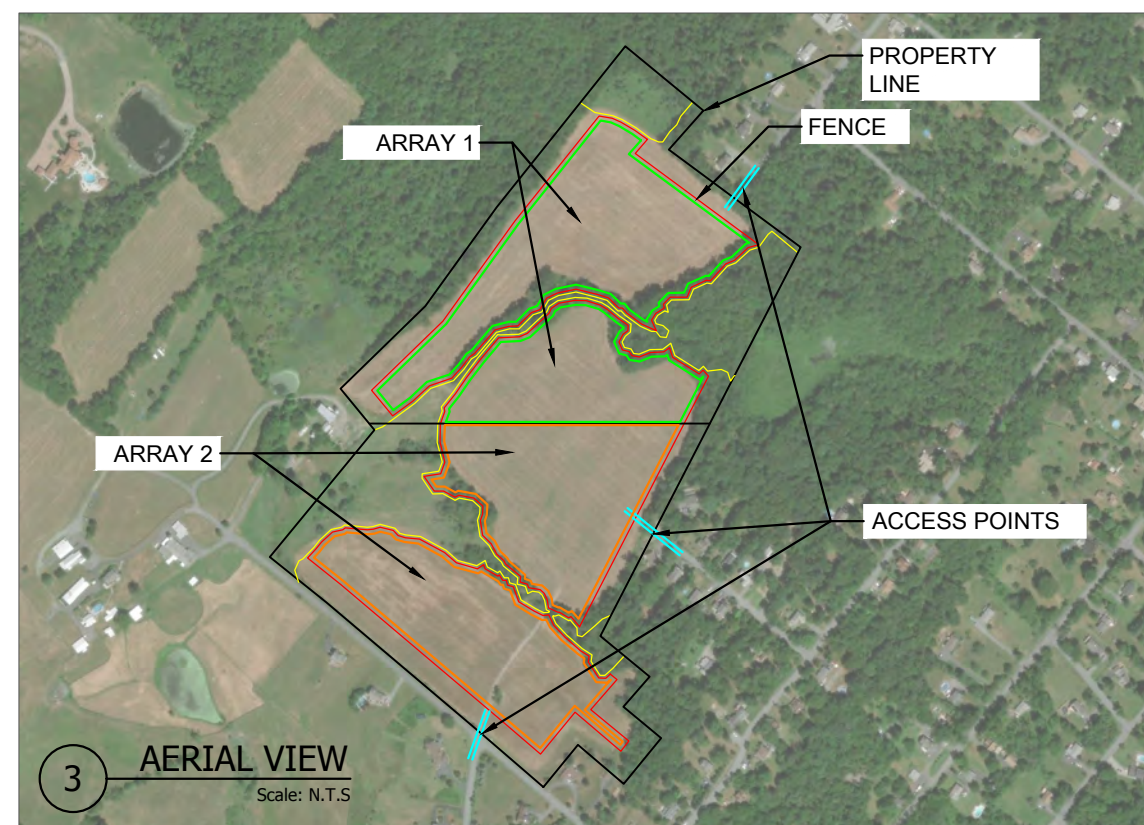 PROPERTY
LINE
FENCE
ARRAY 1
ARRAY 2
ACCESS POINTS
3
AERIAL VIEW
Scale: N.T.S